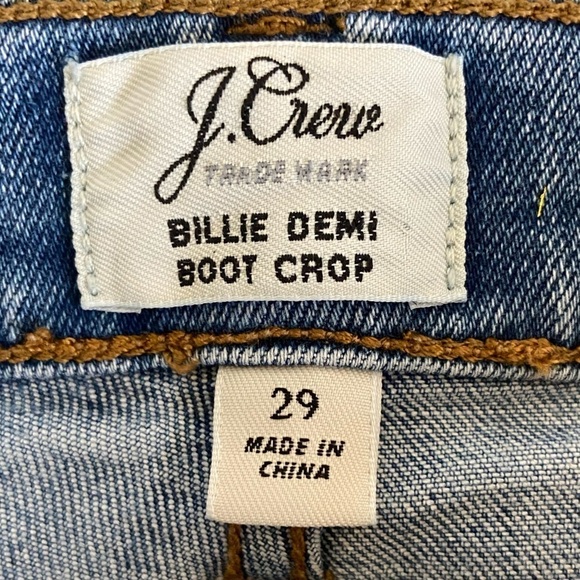 J.Crew
TRADE MARK
BILLIE DEMI
BOOT CROP
29
MADE IN
CHINA